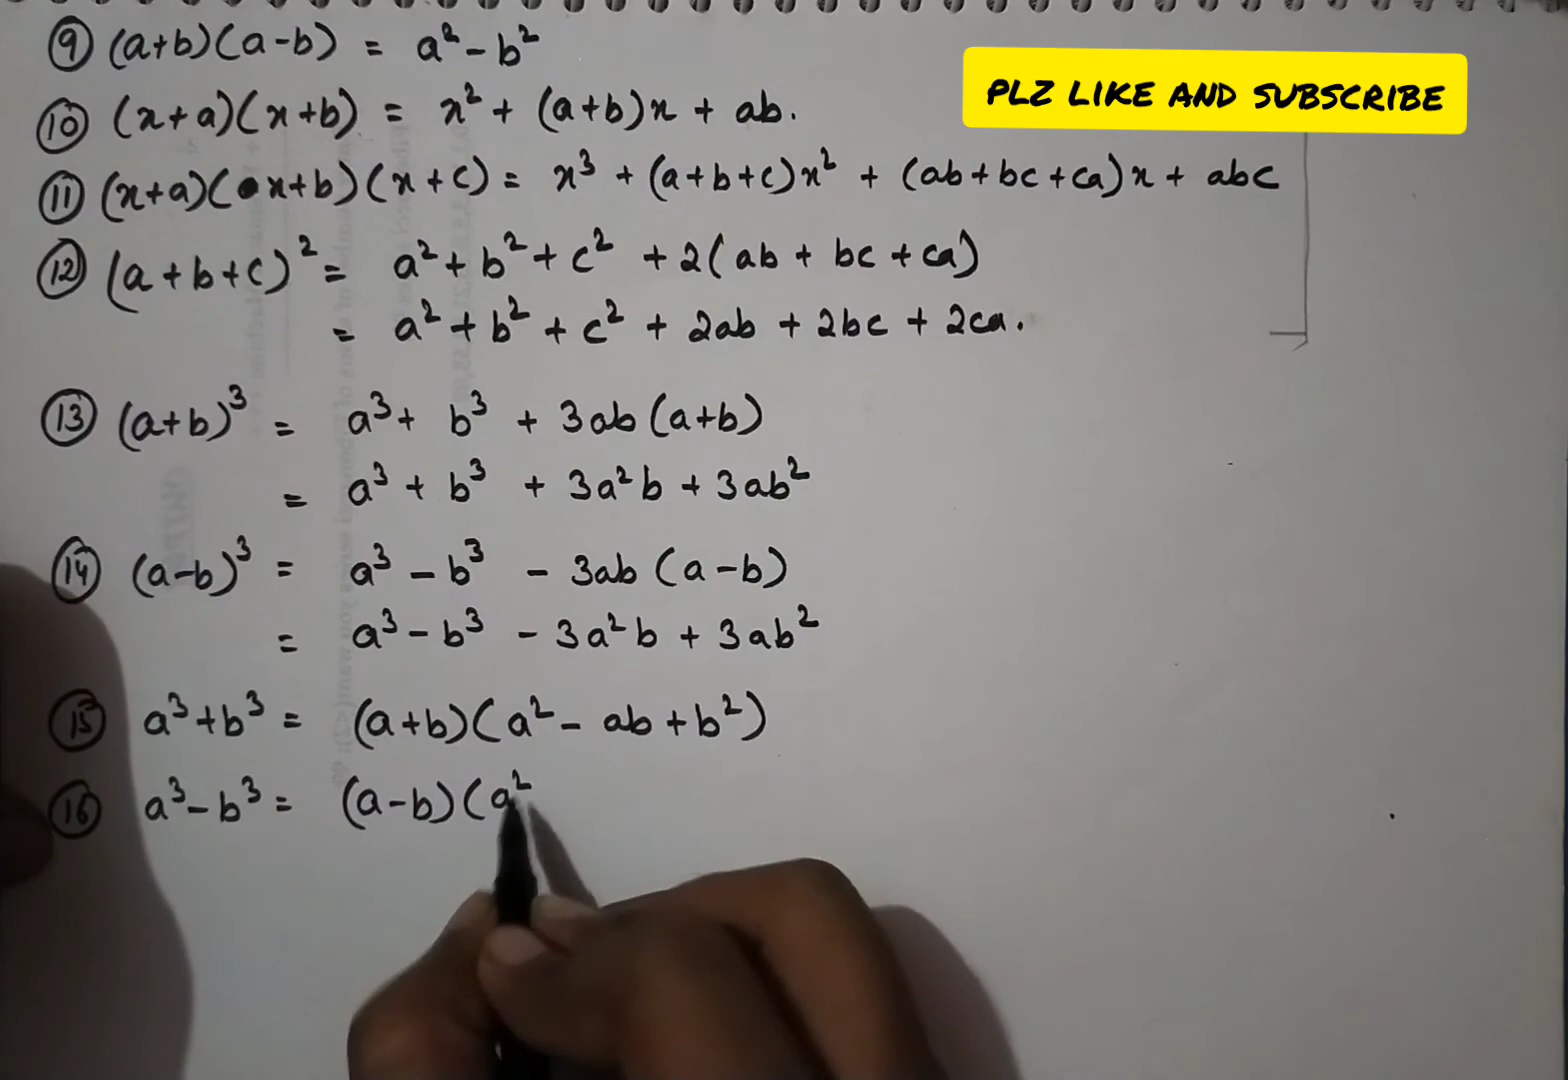 ⑨ (a+b)(a-b) = a² - b²
PLZ LIKE AND SUBSCRIBE
⑩ (x+a)(x+b) = x² + (a+b)x + ab.
⑪ (x+a)(x+b)(x+c) = x³ + (a+b+c)x² + (ab+bc+ca)x + abc
⑫ (a+b+c)² = a² + b² + c² + 2(ab + bc + ca)
= a² + b² + c² + 2ab + 2bc + 2ca.
⑬ (a+b)³ = a³ + b³ + 3ab(a+b)
= a³ + b³ + 3a²b + 3ab²
⑭ (a-b)³ = a³ - b³ - 3ab(a-b)
= a³ - b³ - 3a²b + 3ab²
⑮ a³+b³ = (a+b)(a² - ab + b²)
⑯ a³-b³ = (a-b)(a²